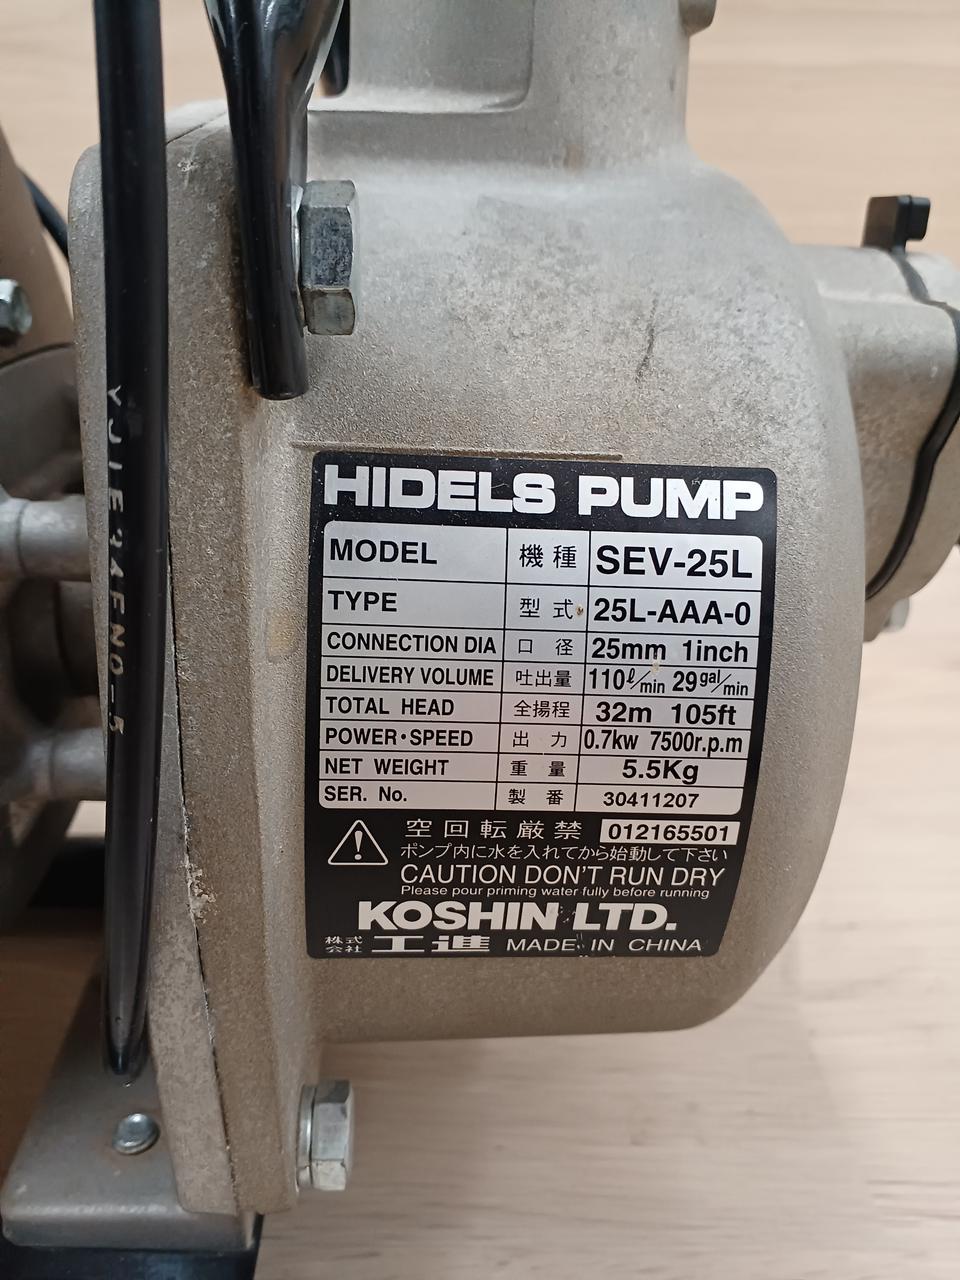 HIDELS PUMP
MODEL 機種 SEV-25L
TYPE 型式 25L-AAA-0
CONNECTION DIA 口径 25mm 1inch
DELIVERY VOLUME 吐出量 110ℓ/min 29gal/min
TOTAL HEAD 全揚程 32m 105ft
POWER・SPEED 出力 0.7kw 7500r.p.m
NET WEIGHT 重量 5.5Kg
SER. No. 製番 30411207
空回転厳禁 012165501
ポンプ内に水を入れてから始動して下さい
CAUTION DON'T RUN DRY
Please pour priming water fully before running
KOSHIN LTD.
株式会社 工進 MADE IN CHINA